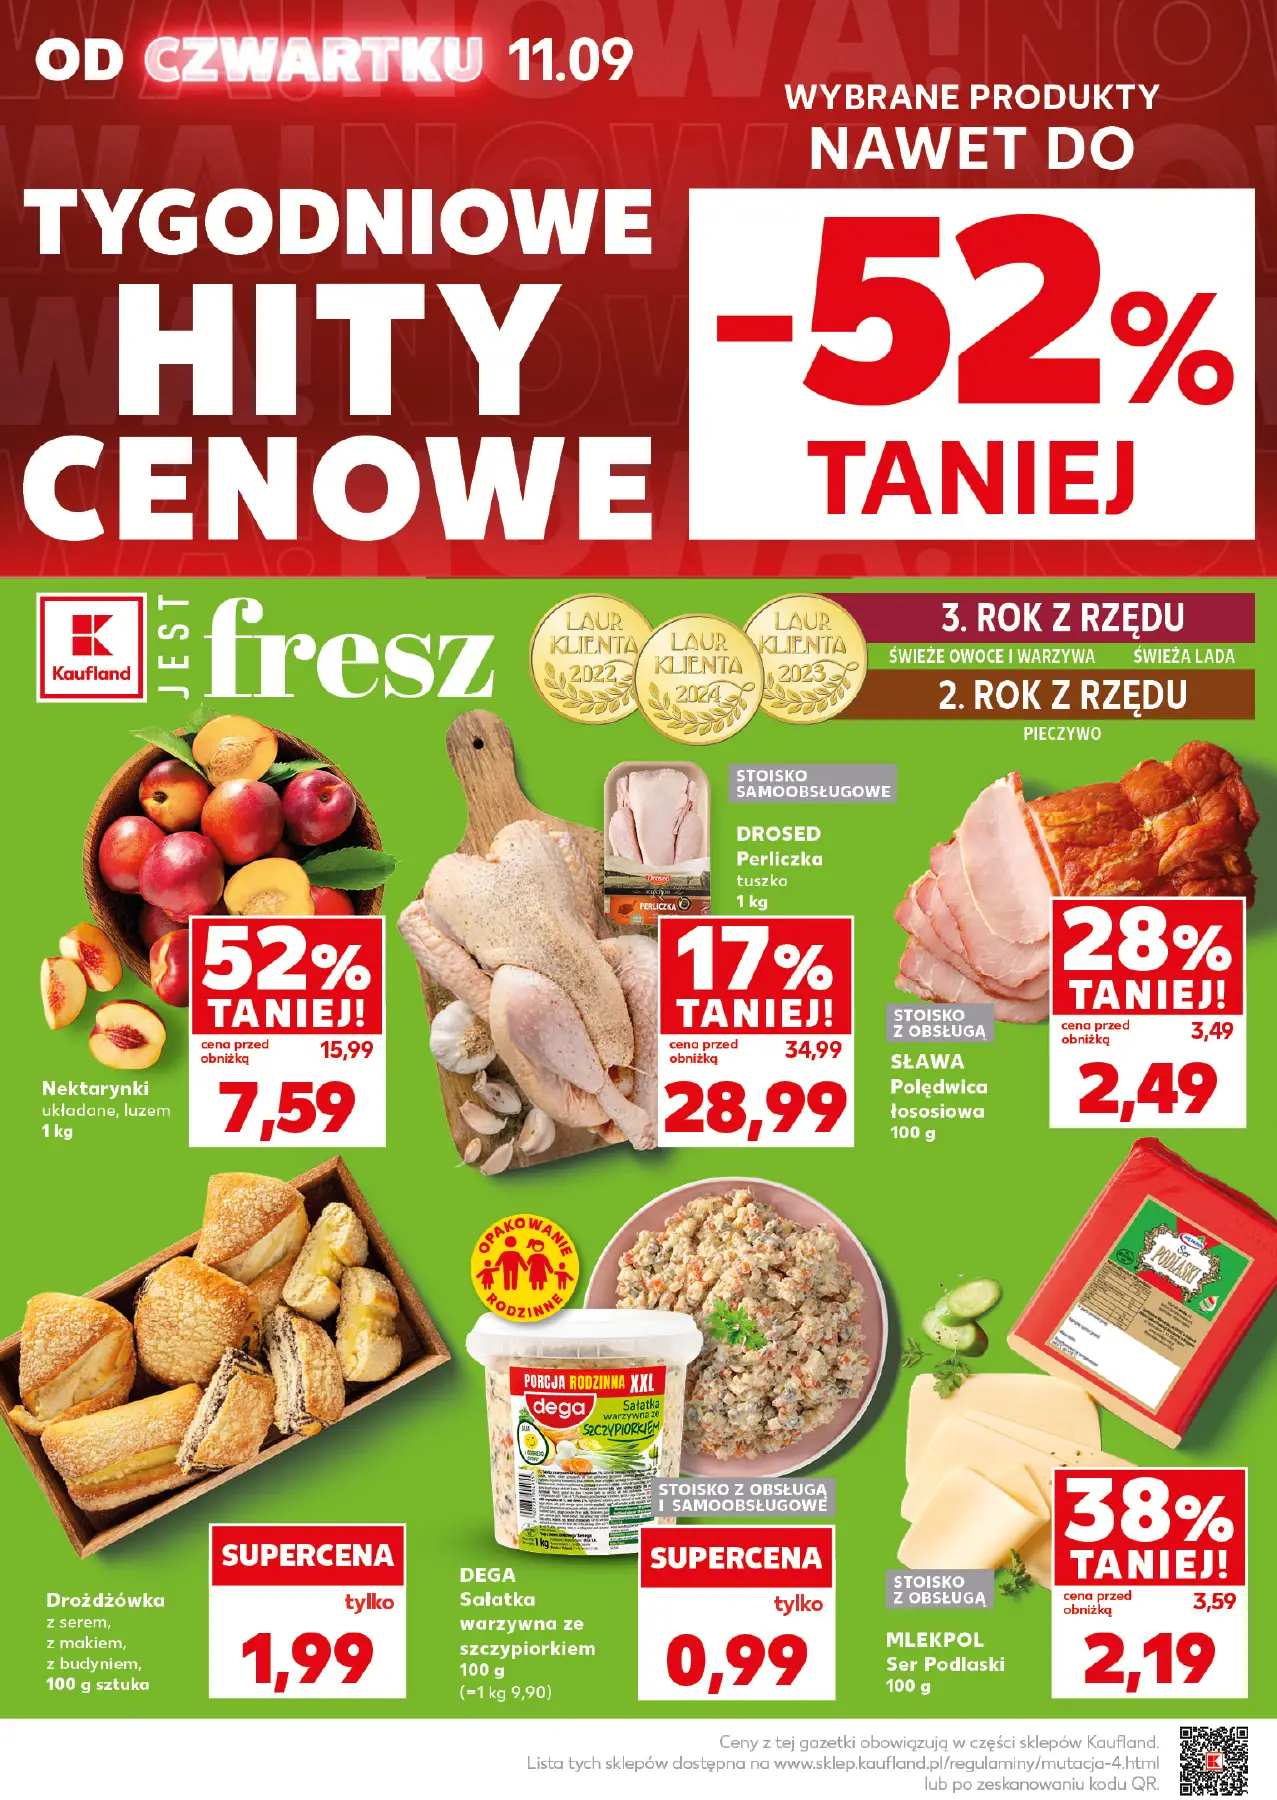 OD CZWARTKU 11.09
WYBRANE PRODUKTY
NAWET DO
TYGODNIOWE
HITY
CENOWE
-52%
TANIEJ
Kaufland
JEST
fresz
LAUR
KLIENTA
2022
LAUR
KLIENTA
2024
LAUR
KLIENTA
2023
3. ROK Z RZĘDU
ŚWIEŻE OWOCE I WARZYWA ŚWIEŻA LADA
2. ROK Z RZĘDU
PIECZYWO
52%
TANIEJ!
cena przed
obniżką
15,99
7,59
Nektarynki
układane, luzem
1 kg
STOISKO
SAMOOBSŁUGOWE
DROSED
Perliczka
tuszka
1 kg
Drosed
PERLICZKA
17%
TANIEJ!
cena przed
obniżką
34,99
28,99
STOISKO
Z OBSŁUGĄ
SŁAWA
Polędwica
łososiowa
100 g
28%
TANIEJ!
cena przed
obniżką
3,49
2,49
Drożdżówka
z serem,
z makiem,
z budyniem,
100 g sztuka
SUPERCENA
tylko
1,99
OPAKOWANIE
RODZINNE
PORCJA RODZINNA XXL
dega
Sałatka
warzywna ze
SZCZYPIORKIEM
1kg
STOISKO Z OBSŁUGĄ
I SAMOOBSŁUGOWE
DEGA
Sałatka
warzywna ze
szczypiorkiem
100 g
(=1 kg 9,90)
SUPERCENA
tylko
0,99
Ser
PODLASKI
STOISKO
Z OBSŁUGĄ
MLEKPOL
Ser Podlaski
100 g
38%
TANIEJ!
cena przed
obniżką
3,59
2,19
Ceny z tej gazetki obowiązują w części sklepów Kaufland.
Lista tych sklepów dostępna na www.sklep.kaufland.pl/regulaminy/mutacja-4.html
lub po zeskanowaniu kodu QR.